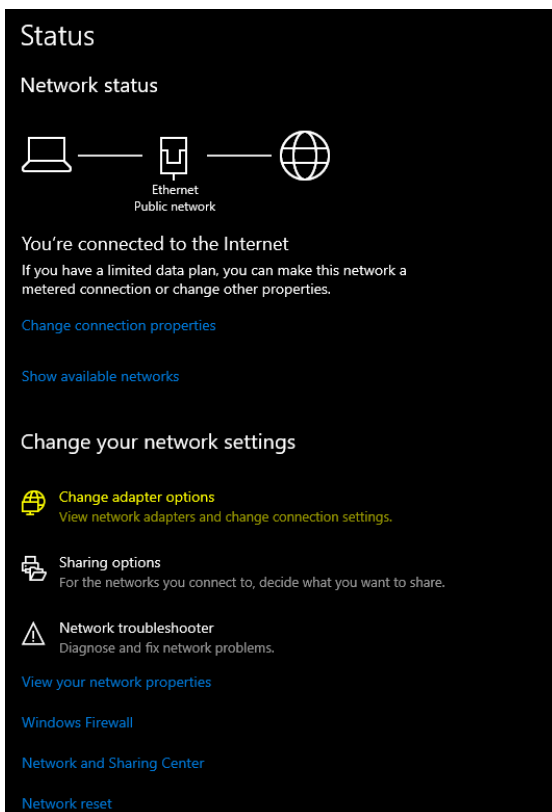 Status
Network status
Ethernet
Public network
You're connected to the Internet
If you have a limited data plan, you can make this network a
metered connection or change other properties.
Change connection properties
Show available networks
Change your network settings
Change adapter options
View network adapters and change connection settings.
Sharing options
For the networks you connect to, decide what you want to share.
Network troubleshooter
Diagnose and fix network problems.
View your network properties
Windows Firewall
Network and Sharing Center
Network reset